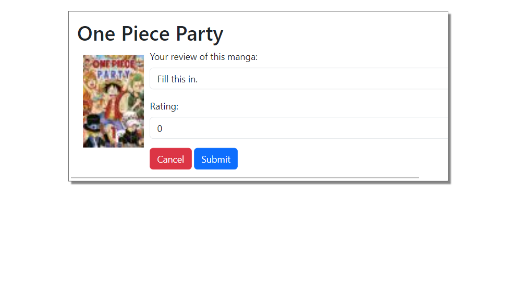 One Piece Party
Your review of this manga:
ONE PIECE
PARTY
Fill this in.
Rating:
0
Cancel
Submit